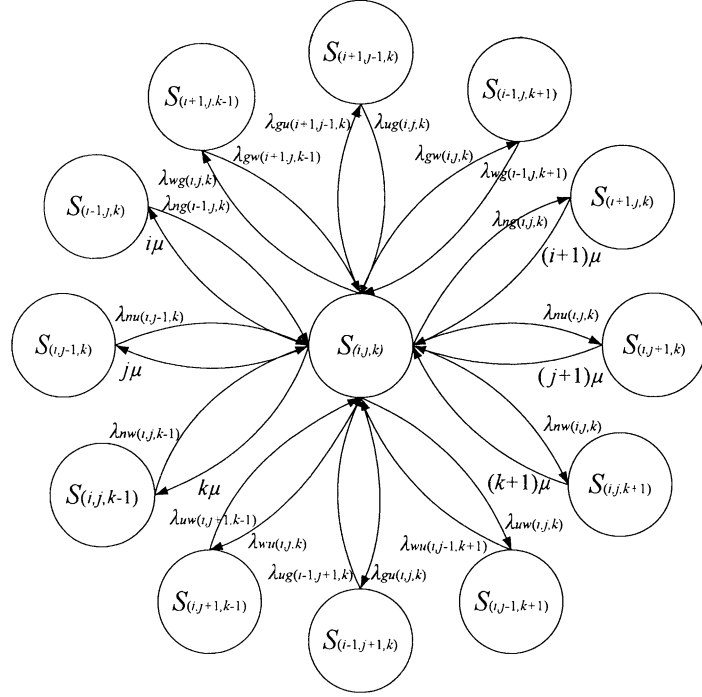 S(i+1,j-1,k)
S(i+1,j,k-1)
S(i-1,j,k+1)
λgu(i+1,j-1,k)
λug(i,j,k)
λgw(i+1,j,k-1)
λgw(i,j,k)
λwg(i,j,k)
λwg(i-1,j,k+1)
S(i-1,j,k)
λng(i-1,j,k)
S(i+1,j,k)
λng(i,j,k)
iμ
(i+1)μ
λnu(i,j-1,k)
λnu(i,j,k)
S(i,j-1,k)
S(i,j,k)
S(i,j+1,k)
jμ
(j+1)μ
λnw(i,j,k-1)
λnw(i,j,k)
S(i,j,k-1)
kμ
(k+1)μ
S(i,j,k+1)
λuw(i,j+1,k-1)
λuw(i,j,k)
λwu(i,j,k)
λwu(i,j-1,k+1)
λug(i-1,j+1,k)
λgu(i,j,k)
S(i,j+1,k-1)
S(i-1,j+1,k)
S(i,j-1,k+1)